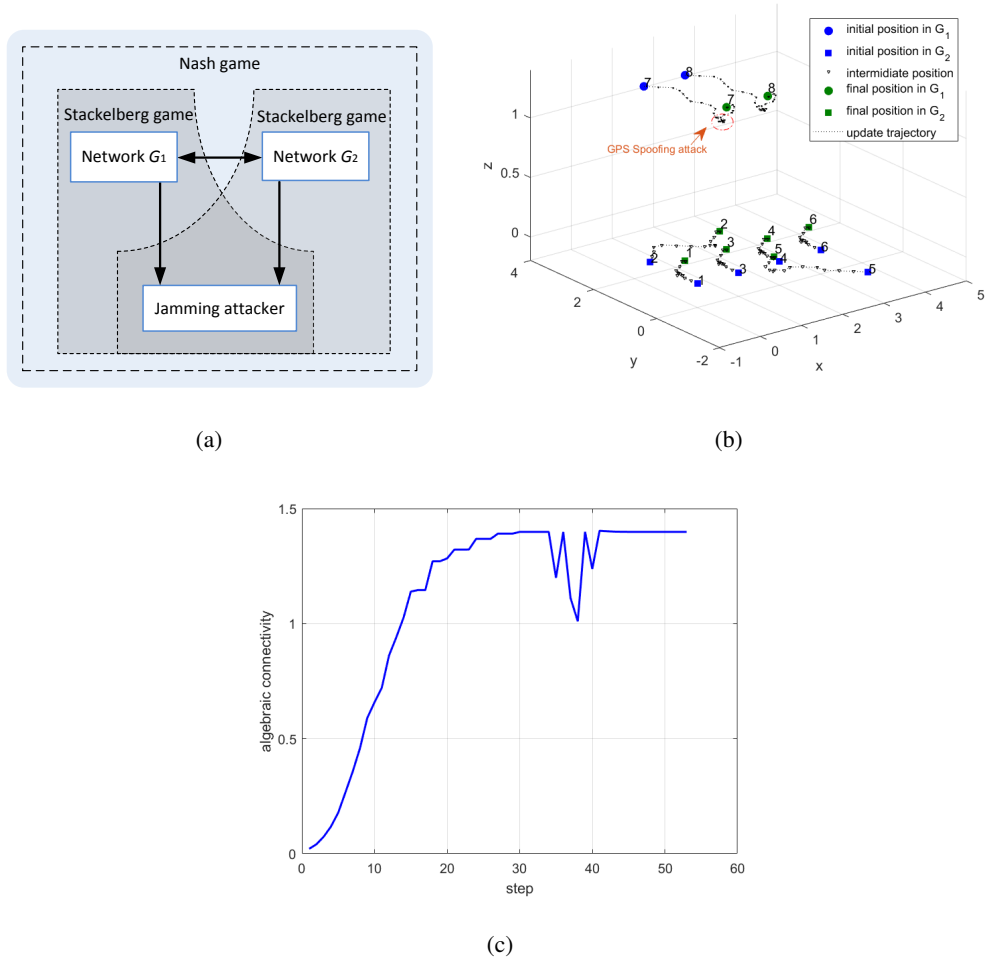 Nash game
Stackelberg game
Stackelberg game
Network G1
Network G2
Jamming attacker
(a)
initial position in G1
initial position in G2
intermidiate position
final position in G1
final position in G2
update trajectory
7
8
7
8
GPS Spoofing attack
z
1
0.5
0
2
3
1
4
6
5
2
1
3
4
6
5
4
2
0
-2
y
-1
0
1
2
3
4
5
x
(b)
1.5
1
0.5
0
algebraic connectivity
0
10
20
30
40
50
60
step
(c)